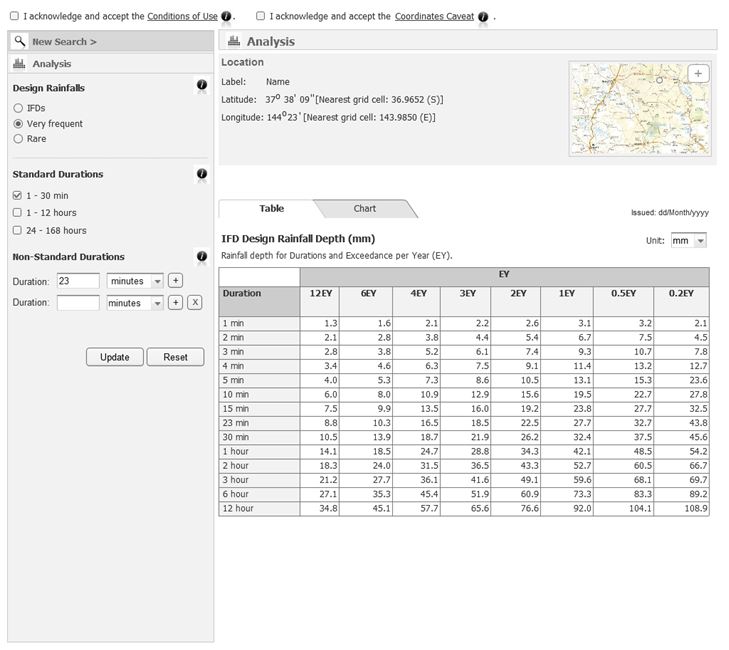 I acknowledge and accept the Conditions of Use i . I acknowledge and accept the Coordinates Caveat i .
New Search >
Analysis
Design Rainfalls i
IFDs
Very frequent
Rare
Standard Durations i
1 - 30 min
1 - 12 hours
24 - 168 hours
Non-Standard Durations i
Duration: 23 minutes +
Duration: minutes + X
Update Reset
Analysis
Location
Label: Name
Latitude: 37⁰ 38' 09"[Nearest grid cell: 36.9652 (S)]
Longitude: 144⁰23' [Nearest grid cell: 143.9850 (E)]
+
Table Chart
Issued: dd/Month/yyyy
IFD Design Rainfall Depth (mm) Unit: mm
Rainfall depth for Durations and Exceedance per Year (EY).
EY
Duration 12EY 6EY 4EY 3EY 2EY 1EY 0.5EY 0.2EY
1 min 1.3 1.6 2.1 2.2 2.6 3.1 3.2 2.1
2 min 2.1 2.8 3.8 4.4 5.4 6.7 7.5 4.5
3 min 2.8 3.8 5.2 6.1 7.4 9.3 10.7 7.8
4 min 3.4 4.6 6.3 7.5 9.1 11.4 13.2 12.7
5 min 4.0 5.3 7.3 8.6 10.5 13.1 15.3 23.6
10 min 6.0 8.0 10.9 12.9 15.6 19.5 22.7 27.8
15 min 7.5 9.9 13.5 16.0 19.2 23.8 27.7 32.5
23 min 8.8 10.3 16.5 18.5 22.5 27.7 32.7 43.8
30 min 10.5 13.9 18.7 21.9 26.2 32.4 37.5 45.6
1 hour 14.1 18.5 24.7 28.8 34.3 42.1 48.5 54.2
2 hour 18.3 24.0 31.5 36.5 43.3 52.7 60.5 66.7
3 hour 21.2 27.7 36.1 41.6 49.1 59.6 68.1 69.7
6 hour 27.1 35.3 45.4 51.9 60.9 73.3 83.3 89.2
12 hour 34.8 45.1 57.7 65.6 76.6 92.0 104.1 108.9